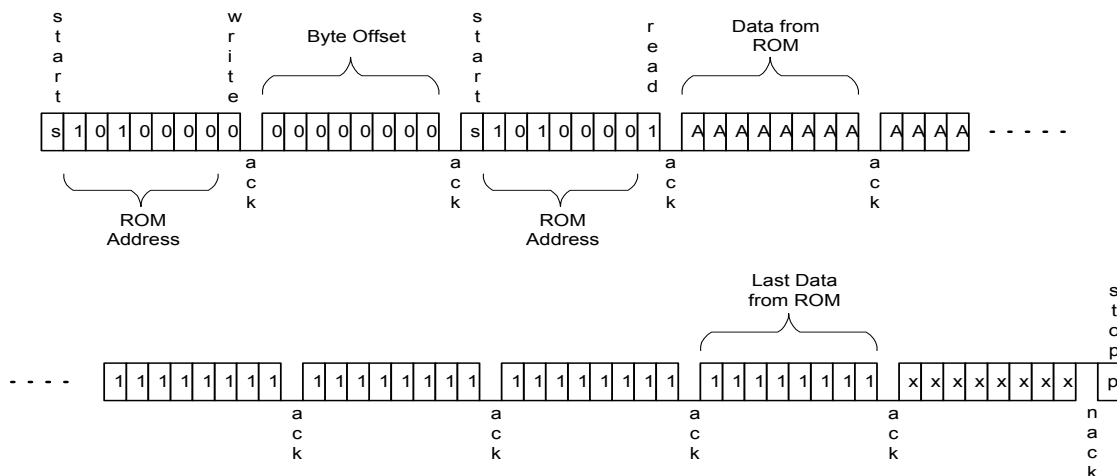 start
write
Byte Offset
start
read
Data from
ROM
s 1 0 1 0 0 0 0 0
0 0 0 0 0 0 0 0
s 1 0 1 0 0 0 0 1
A A A A A A A A
A A A A - - - - -
ack
ack
ack
ack
ROM
Address
ROM
Address
Last Data
from ROM
stop
- - - - 1 1 1 1 1 1 1 1
1 1 1 1 1 1 1 1
1 1 1 1 1 1 1 1
1 1 1 1 1 1 1 1
x x x x x x x x
p
ack
ack
ack
ack
nack